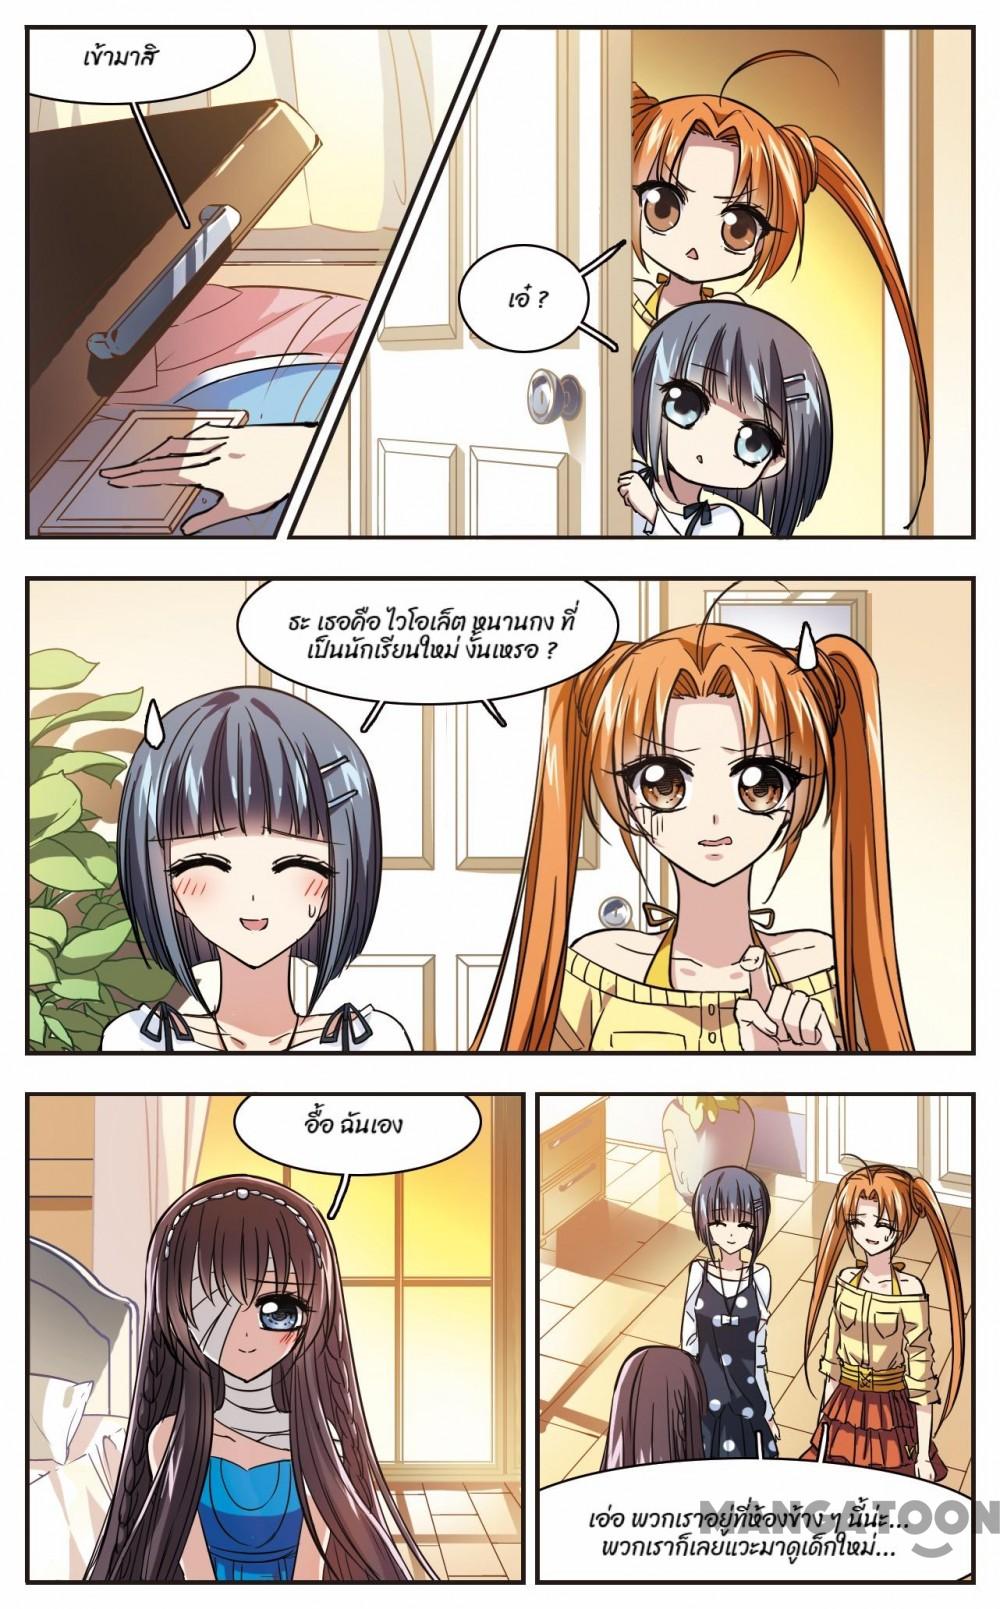 เข้ามาสิ
เอ๋ ?
ธะ เธอคือ ไวโอเล็ต หนานกง ที่
เป็นนักเรียนใหม่ งั้นเหรอ ?
อื้อ ฉันเอง
เอ่อ พวกเราอยู่ที่ห้องข้าง ๆ นี้น่ะ...
พวกเราก็เลยแวะมาดูเด็กใหม่...
MANGATOON